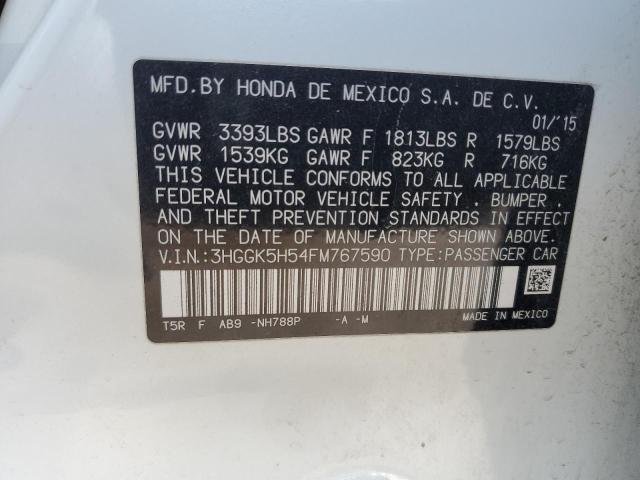 MFD.BY HONDA DE MEXICO S.A. DE C.V.
01/'15
GVWR 3393LBS GAWR F 1813LBS R 1579LBS
GVWR 1539KG GAWR F 823KG R 716KG
THIS VEHICLE CONFORMS TO ALL APPLICABLE
FEDERAL MOTOR VEHICLE SAFETY , BUMPER ,
AND THEFT PREVENTION STANDARDS IN EFFECT
ON THE DATE OF MANUFACTURE SHOWN ABOVE.
V.I.N.:3HGGK5H54FM767590 TYPE:PASSENGER CAR
T5R F AB9 -NH788P -A -M MADE IN MEXICO